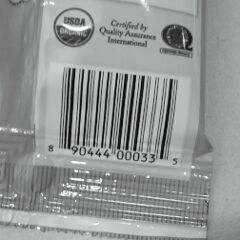 USDA
ORGANIC
Certified by
Quality Assurance
International
8 90444 00033 5